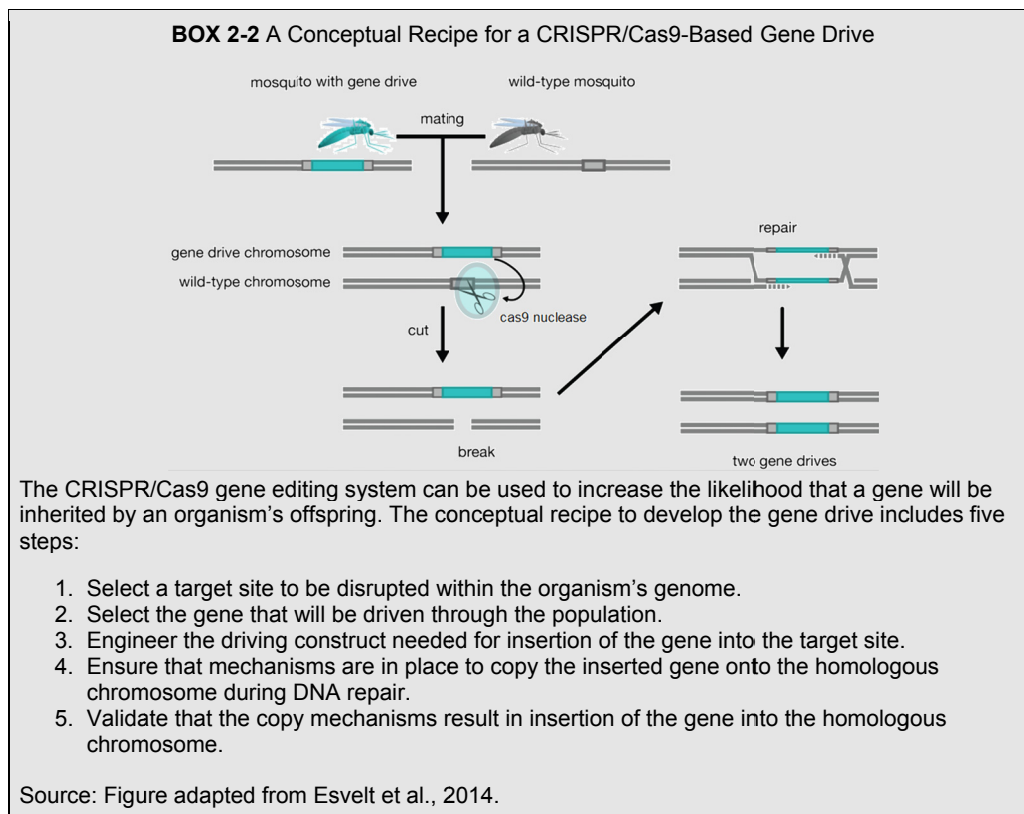 BOX 2-2 A Conceptual Recipe for a CRISPR/Cas9-Based Gene Drive
mosquito with gene drive
wild-type mosquito
mating
gene drive chromosome
wild-type chromosome
cas9 nuclease
cut
break
repair
two gene drives
The CRISPR/Cas9 gene editing system can be used to increase the likelihood that a gene will be
inherited by an organism's offspring. The conceptual recipe to develop the gene drive includes five
steps:
1. Select a target site to be disrupted within the organism's genome.
2. Select the gene that will be driven through the population.
3. Engineer the driving construct needed for insertion of the gene into the target site.
4. Ensure that mechanisms are in place to copy the inserted gene onto the homologous
chromosome during DNA repair.
5. Validate that the copy mechanisms result in insertion of the gene into the homologous
chromosome.
Source: Figure adapted from Esvelt et al., 2014.